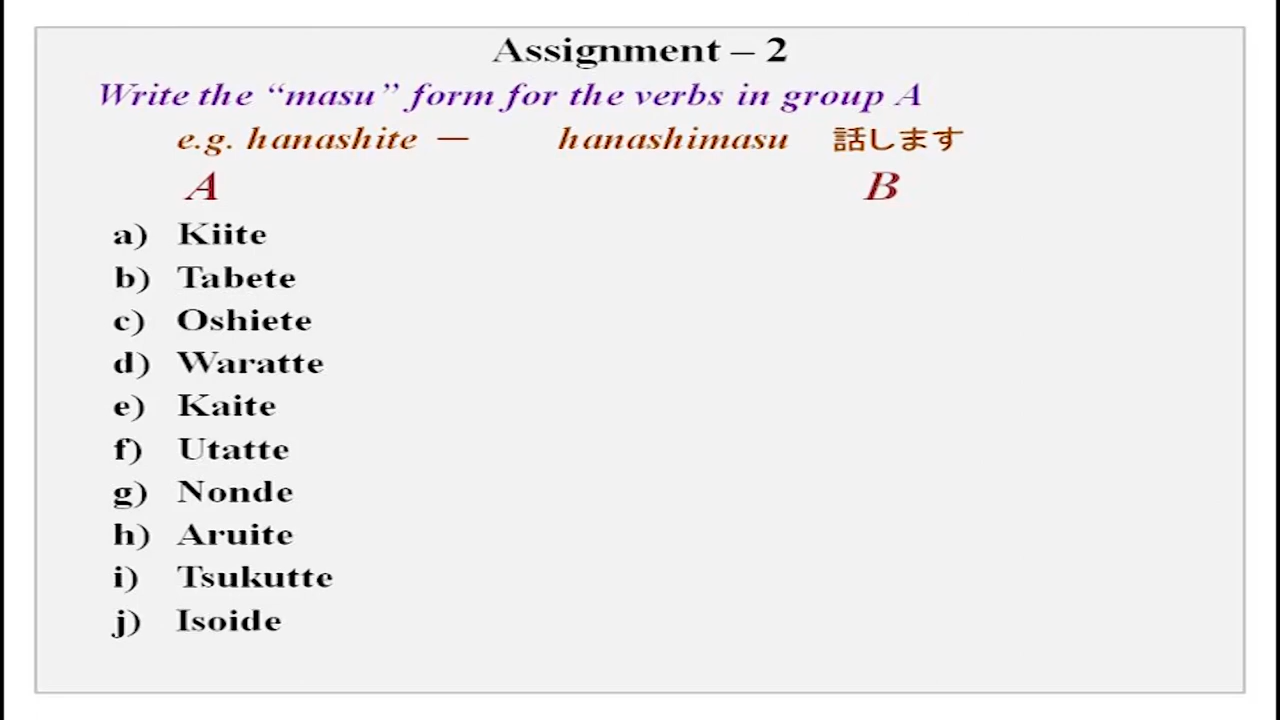 Assignment – 2
Write the “masu” form for the verbs in group A
e.g. hanashite — hanashimasu 話します
A B
a) Kiite
b) Tabete
c) Oshiete
d) Waratte
e) Kaite
f) Utatte
g) Nonde
h) Aruite
i) Tsukutte
j) Isoide